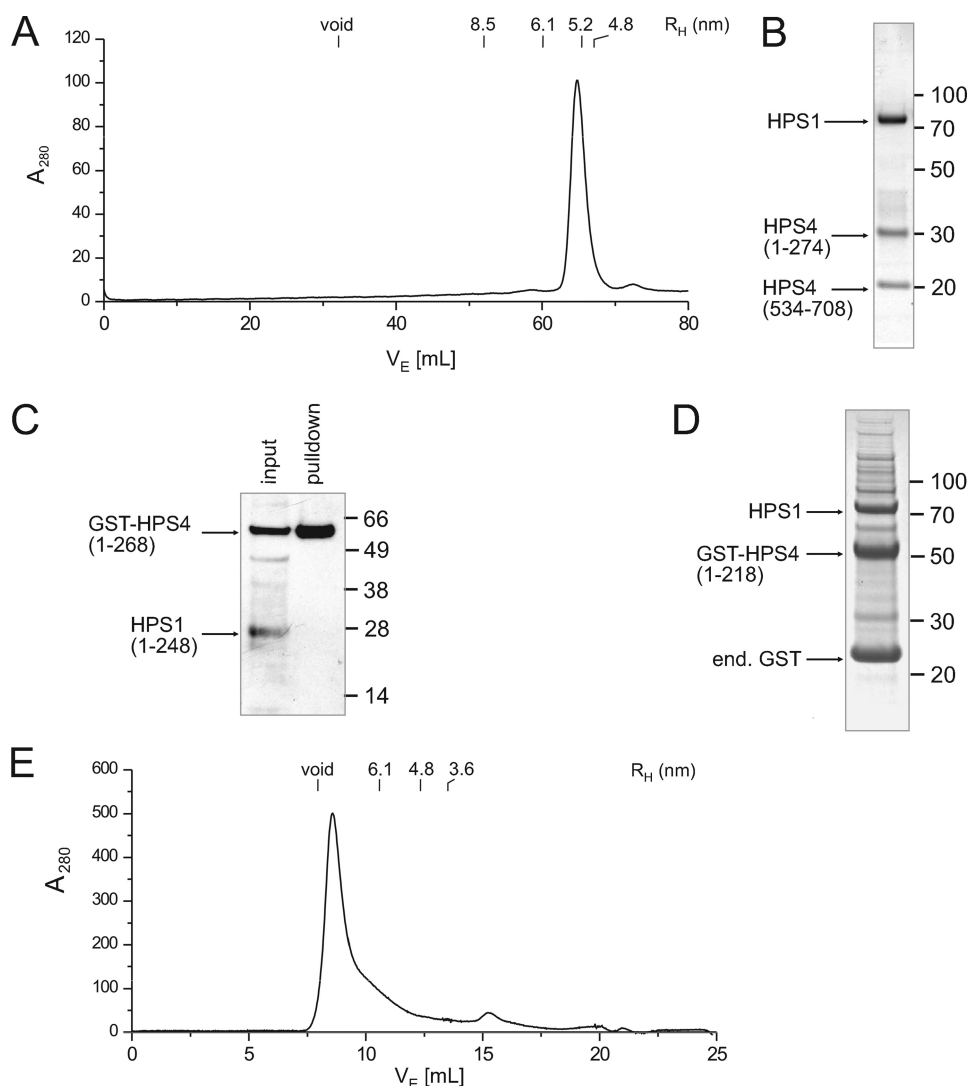 A
void 8.5 6.1 5.2 4.8 R_H (nm)
120
100
80
60
40
20
0
A_280
0 20 40 60 80
V_E [mL]
B
HPS1
HPS4
(1-274)
HPS4
(534-708)
100
70
50
30
20
C
input
pulldown
GST-HPS4
(1-268)
HPS1
(1-248)
66
49
38
28
14
D
HPS1
GST-HPS4
(1-218)
end. GST
100
70
50
30
20
E
void 6.1 4.8 3.6 R_H (nm)
600
500
400
300
200
100
0
A_280
0 5 10 15 20 25
V_E [mL]